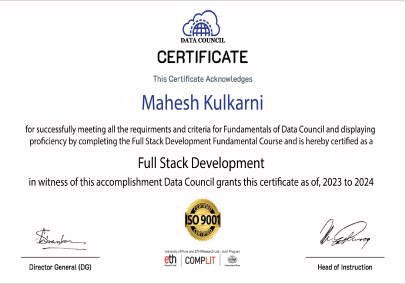 DATA COUNCIL
CERTIFICATE
This Certificate Acknowledges
Mahesh Kulkarni
for successfully meeting all the requirments and criteria for Fundamentals of Data Council and displaying
proficiency by completing the Full Stack Development Fundamental Course and is hereby certified as a
Full Stack Development
in witness of this accomplishment Data Council grants this certificate as of, 2023 to 2024
ISO 9001
CERTIFIED
eth
COMPLIT
Director General (DG)
Head of Instruction